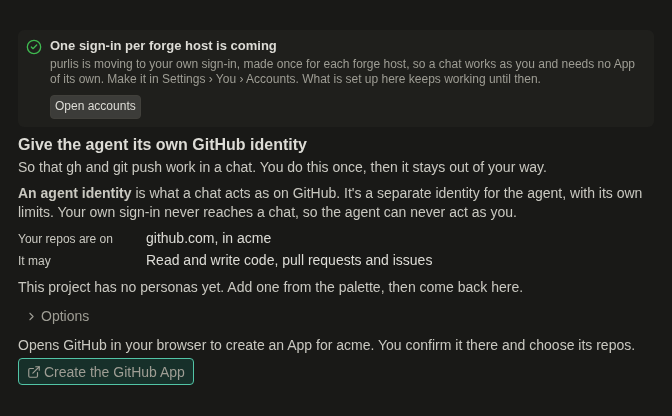 One sign-in per forge host is coming
purlis is moving to your own sign-in, made once for each forge host, so a chat works as you and needs no App
of its own. Make it in Settings › You › Accounts. What is set up here keeps working until then.
Open accounts
Give the agent its own GitHub identity
So that gh and git push work in a chat. You do this once, then it stays out of your way.
An agent identity is what a chat acts as on GitHub. It's a separate identity for the agent, with its own
limits. Your own sign-in never reaches a chat, so the agent can never act as you.
Your repos are on github.com, in acme
It may Read and write code, pull requests and issues
This project has no personas yet. Add one from the palette, then come back here.
› Options
Opens GitHub in your browser to create an App for acme. You confirm it there and choose its repos.
Create the GitHub App